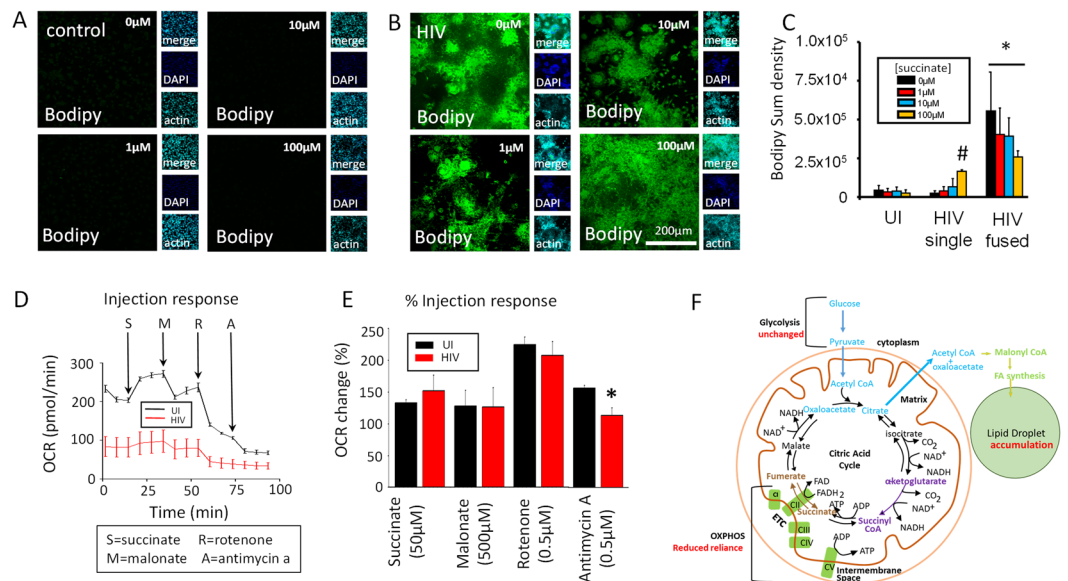 A
control
0µM
Bodipy
merge
DAPI
actin
10µM
Bodipy
merge
DAPI
actin
1µM
Bodipy
merge
DAPI
actin
100µM
Bodipy
merge
DAPI
actin
B
HIV
0µM
Bodipy
merge
DAPI
actin
10µM
Bodipy
merge
DAPI
actin
1µM
Bodipy
merge
DAPI
actin
100µM
Bodipy
200µm
merge
DAPI
actin
C
Bodipy Sum density
1.0x10⁵
5.0x10⁴
7.5x10⁵
2.5x10⁵
0
[succinate]
0µM
1µM
10µM
100µM
#
*
UI
HIV
single
HIV
fused
D
Injection response
S M R A
OCR (pmol/min)
300
200
100
0
UI
HIV
0 25 50 75 100
Time (min)
S=succinate R=rotenone
M=malonate A=antimycin a
E
% Injection response
OCR change (%)
250
200
150
100
50
0
UI
HIV
*
Succinate
(50µM)
Malonate
(500µM)
Rotenone
(0.5µM)
Antimycin A
(0.5µM)
F
Glycolysis
unchanged
Glucose
Pyruvate
cytoplasm
Acetyl CoA
+
oxaloacetate
Malonyl CoA
FA synthesis
Lipid Droplet
accumulation
Acetyl CoA
Matrix
Oxaloacetate
Citrate
NADH
NAD+
Malate
isocitrate
CO2
NAD+
NADH
Citric Acid
Cycle
Fumerate
αketoglutarate
CO2
NAD+
NADH
FAD
FADH2
ATP
ADP
Succinate
Succinyl
CoA
CI
CII
ETC
CIII
CIV
CV
ADP
ATP
OXPHOS
Reduced reliance
Intermembrane
Space